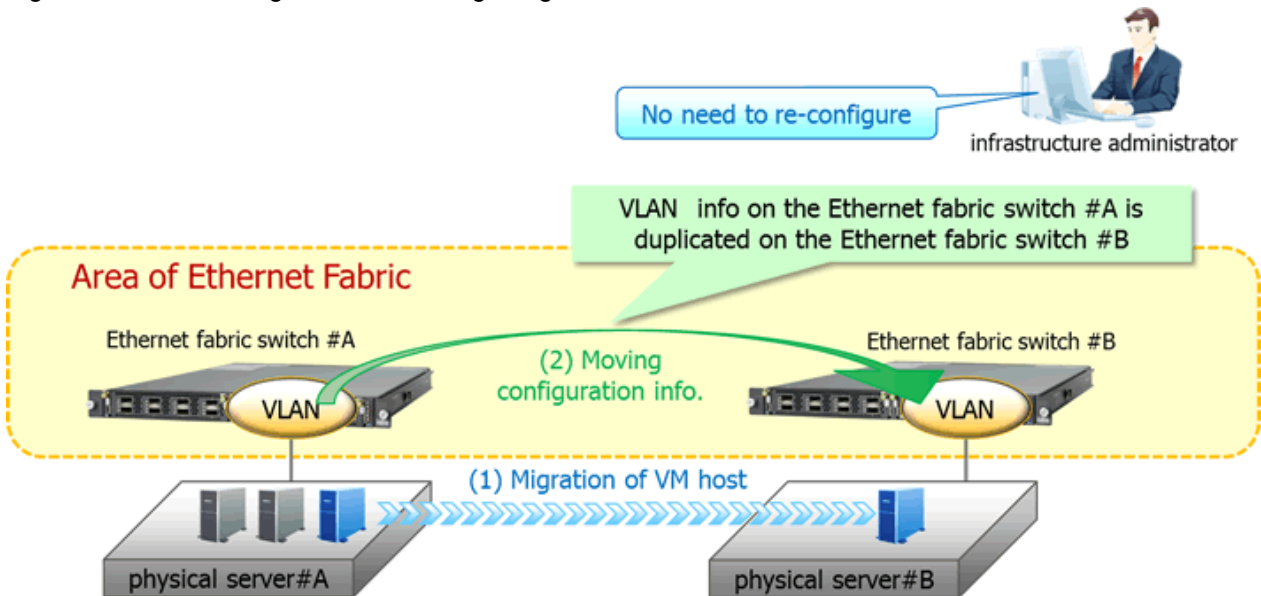 No need to re-configure
infrastructure administrator
VLAN info on the Ethernet fabric switch #A is
duplicated on the Ethernet fabric switch #B
Area of Ethernet Fabric
Ethernet fabric switch #A
Ethernet fabric switch #B
(2) Moving
configuration info.
VLAN
VLAN
(1) Migration of VM host
physical server#A
physical server#B